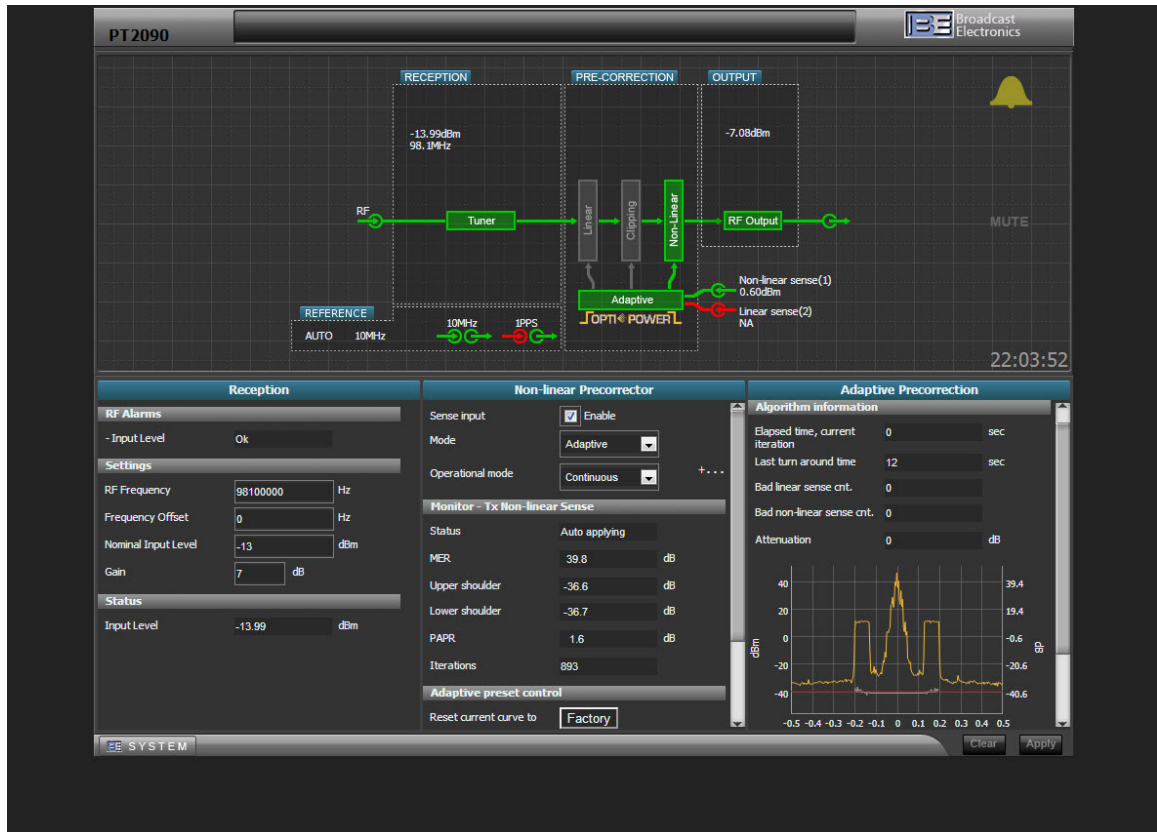 PT2090
BE Broadcast Electronics
RECEPTION
PRE-CORRECTION
OUTPUT
-13.99dBm
98.1MHz
-7.08dBm
RF
Tuner
Linear
Clipping
Non-Linear
RF Output
MUTE
Adaptive
OPTI POWER
Non-linear sense(1)
0.60dBm
Linear sense(2)
NA
REFERENCE
AUTO 10MHz
10MHz
1PPS
22:03:52
Reception
RF Alarms
- Input Level Ok
Settings
RF Frequency 98100000 Hz
Frequency Offset 0 Hz
Nominal Input Level -13 dBm
Gain 7 dB
Status
Input Level -13.99 dBm
Non-linear Precorrector
Sense input Enable
Mode Adaptive
Operational mode Continuous +...
Monitor - Tx Non-linear Sense
Status Auto applying
MER 39.8 dB
Upper shoulder -36.6 dB
Lower shoulder -36.7 dB
PAPR 1.6 dB
Iterations 893
Adaptive preset control
Reset current curve to Factory
Adaptive Precorrection
Algorithm information
Elapsed time, current iteration 0 sec
Last turn around time 12 sec
Bad linear sense cnt. 0
Bad non-linear sense cnt. 0
Attenuation 0 dB
40 39.4
20 19.4
0 -0.6
-20 -20.6
-40 -40.6
dBm
dB
-0.5 -0.4 -0.3 -0.2 -0.1 0 0.1 0.2 0.3 0.4 0.5
BE SYSTEM
Clear
Apply